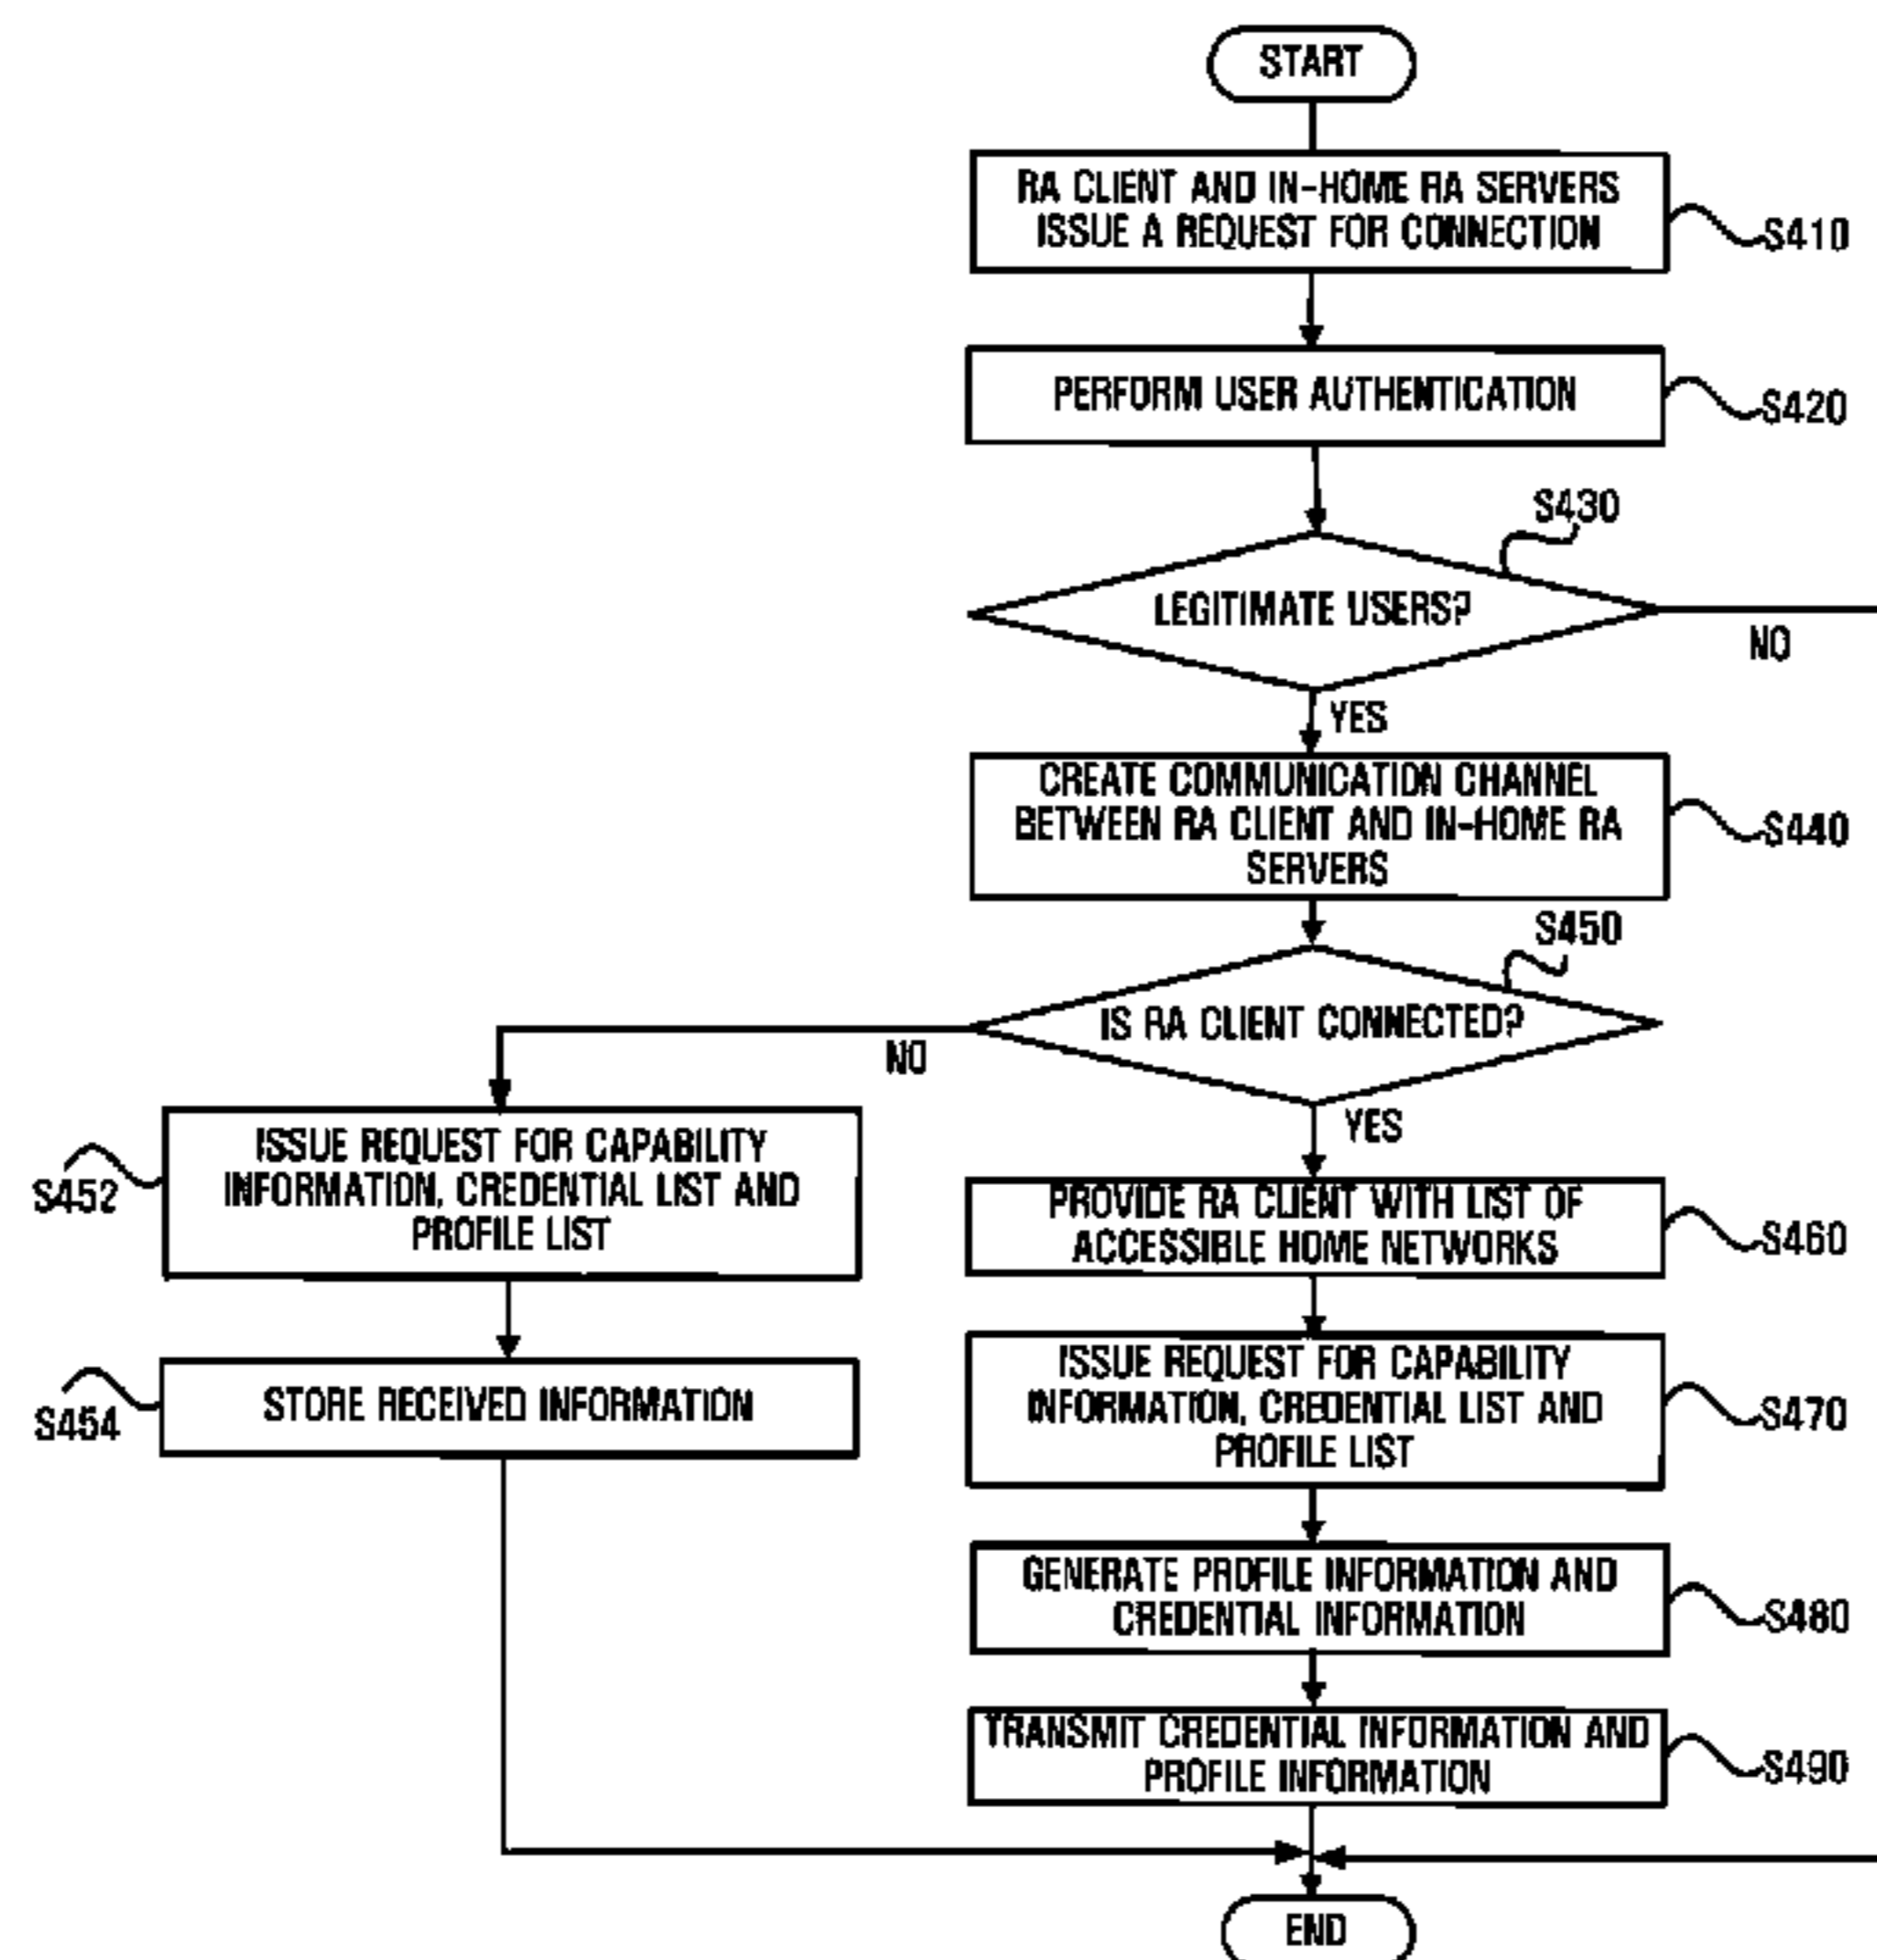 START
RA CLIENT AND IN-HOME RA SERVERS
ISSUE A REQUEST FOR CONNECTION
S410
PERFORM USER AUTHENTICATION
S420
S430
LEGITIMATE USERS?
NO
YES
CREATE COMMUNICATION CHANNEL
BETWEEN RA CLIENT AND IN-HOME RA
SERVERS
S440
S450
IS RA CLIENT CONNECTED?
NO
YES
ISSUE REQUEST FOR CAPABILITY
INFORMATION, CREDENTIAL LIST AND
PROFILE LIST
S452
STORE RECEIVED INFORMATION
S454
PROVIDE RA CLIENT WITH LIST OF
ACCESSIBLE HOME NETWORKS
S460
ISSUE REQUEST FOR CAPABILITY
INFORMATION, CREDENTIAL LIST AND
PROFILE LIST
S470
GENERATE PROFILE INFORMATION AND
CREDENTIAL INFORMATION
S480
TRANSMIT CREDENTIAL INFORMATION AND
PROFILE INFORMATION
S490
END